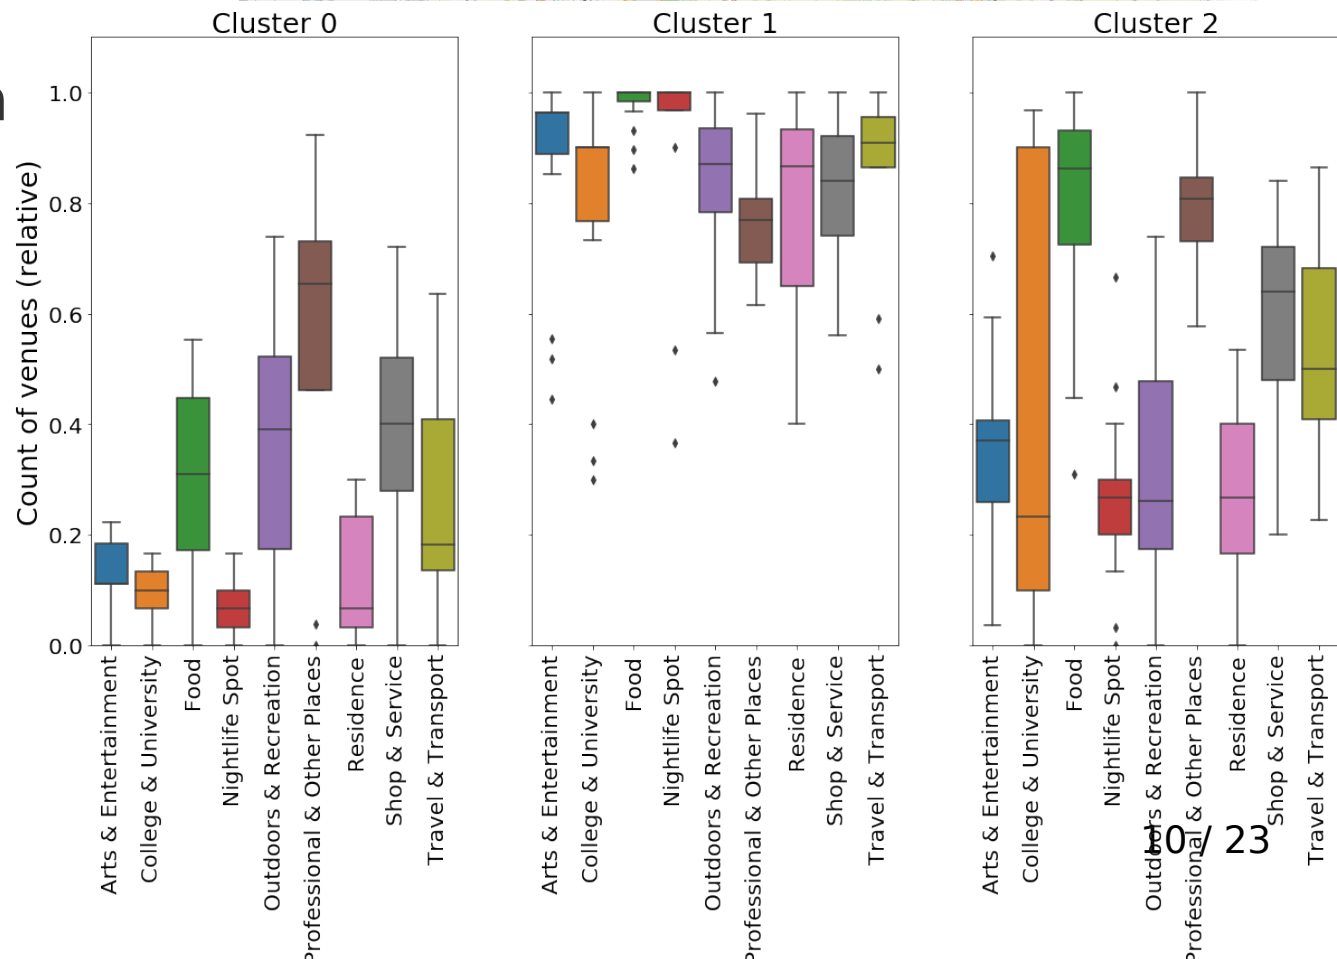 Cluster 0
Cluster 1
Cluster 2
n
Count of venues (relative)
1.0
0.8
0.6
0.4
0.2
0.0
Arts & Entertainment
College & University
Food
Nightlife Spot
Outdoors & Recreation
Professional & Other Places
Residence
Shop & Service
Travel & Transport
Arts & Entertainment
College & University
Food
Nightlife Spot
Outdoors & Recreation
Professional & Other Places
Residence
Shop & Service
Travel & Transport
Arts & Entertainment
College & University
Food
Nightlife Spot
Outdoors & Recreation
Professional & Other Places
Residence
Shop & Service
Travel & Transport
10 / 23